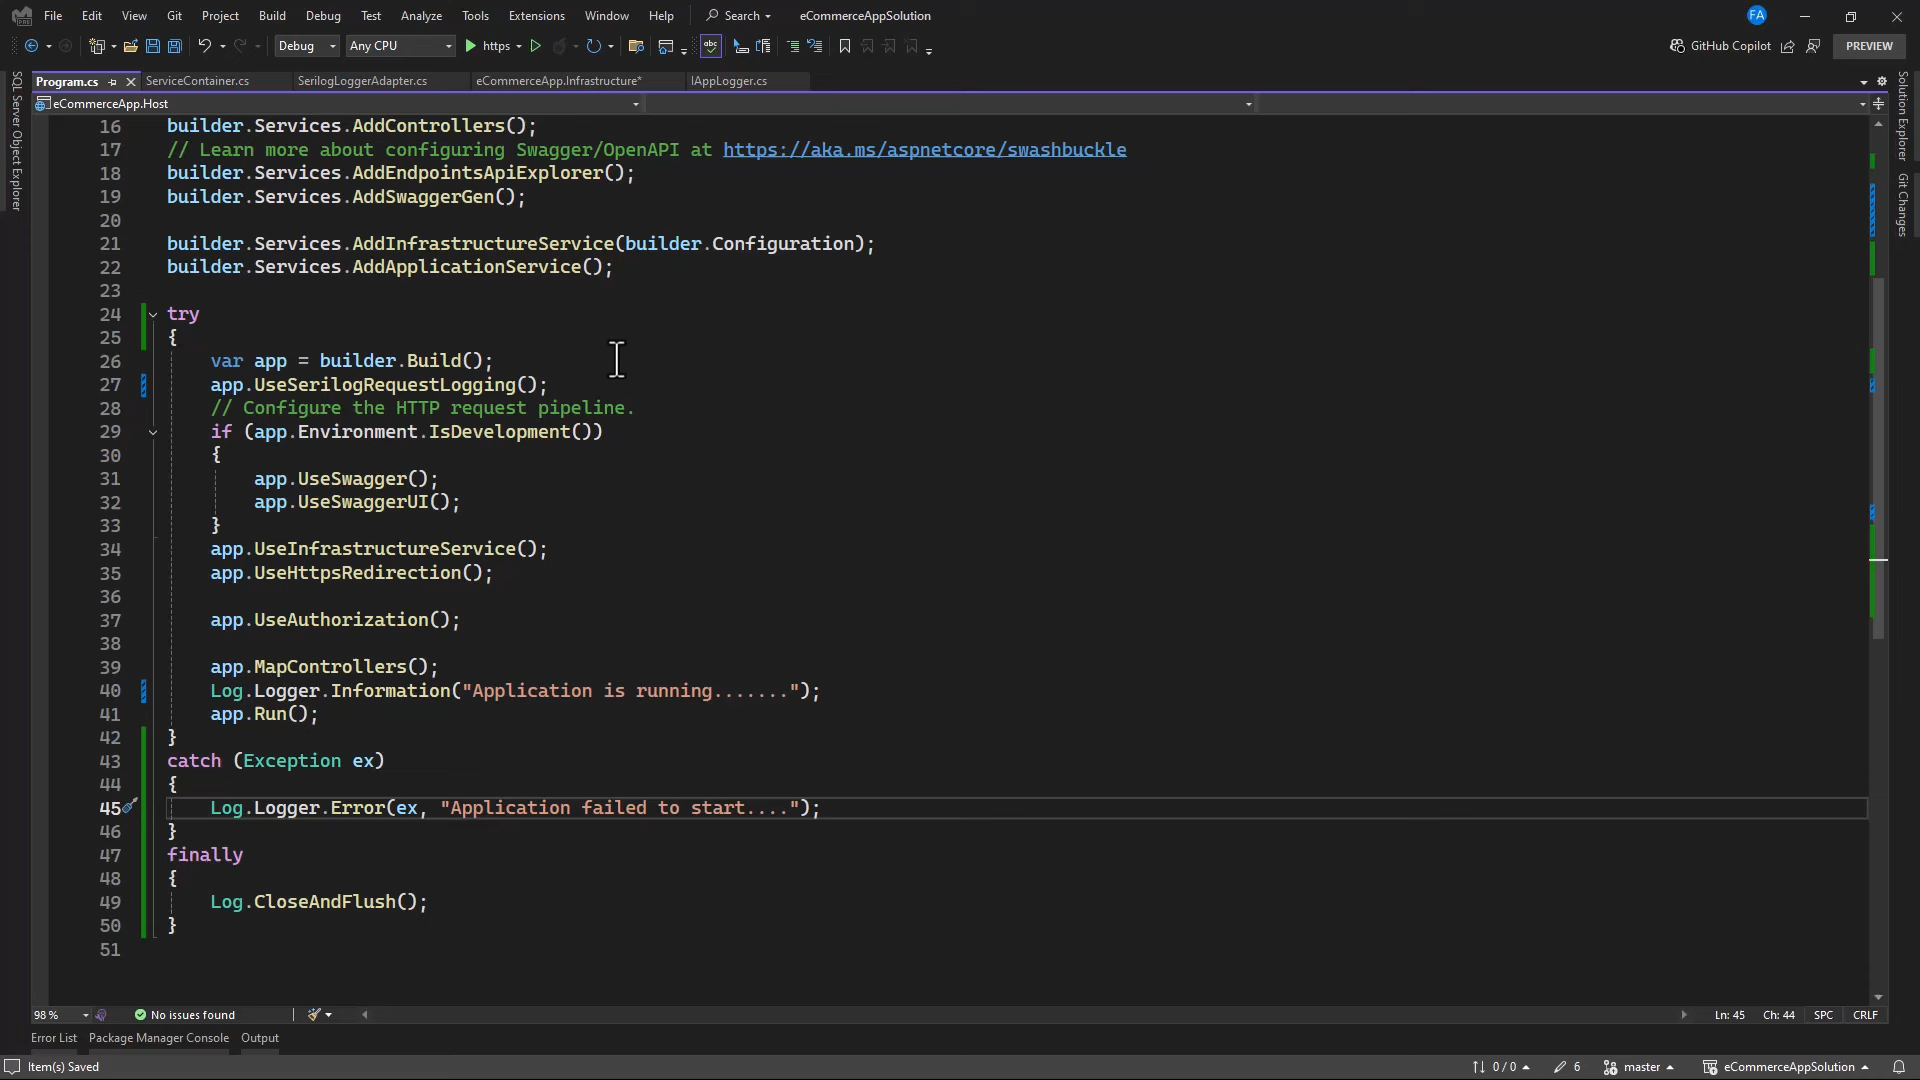 File Edit View Git Project Build Debug Test Analyze Tools Extensions Window Help Search eCommerceAppSolution FA
Debug Any CPU https GitHub Copilot PREVIEW
Program.cs ServiceContainer.cs SerilogLoggerAdapter.cs eCommerceApp.Infrastructure* IAppLogger.cs
eCommerceApp.Host
SQL Server Object Explorer
Solution Explorer
Git Changes
16 builder.Services.AddControllers();
17 // Learn more about configuring Swagger/OpenAPI at https://aka.ms/aspnetcore/swashbuckle
18 builder.Services.AddEndpointsApiExplorer();
19 builder.Services.AddSwaggerGen();
20
21 builder.Services.AddInfrastructureService(builder.Configuration);
22 builder.Services.AddApplicationService();
23
24 try
25 {
26 var app = builder.Build();
27 app.UseSerilogRequestLogging();
28 // Configure the HTTP request pipeline.
29 if (app.Environment.IsDevelopment())
30 {
31 app.UseSwagger();
32 app.UseSwaggerUI();
33 }
34 app.UseInfrastructureService();
35 app.UseHttpsRedirection();
36
37 app.UseAuthorization();
38
39 app.MapControllers();
40 Log.Logger.Information("Application is running.......");
41 app.Run();
42 }
43 catch (Exception ex)
44 {
45 Log.Logger.Error(ex, "Application failed to start....");
46 }
47 finally
48 {
49 Log.CloseAndFlush();
50 }
51
98 % No issues found Ln: 45 Ch: 44 SPC CRLF
Error List Package Manager Console Output
Item(s) Saved 0 / 0 6 master eCommerceAppSolution